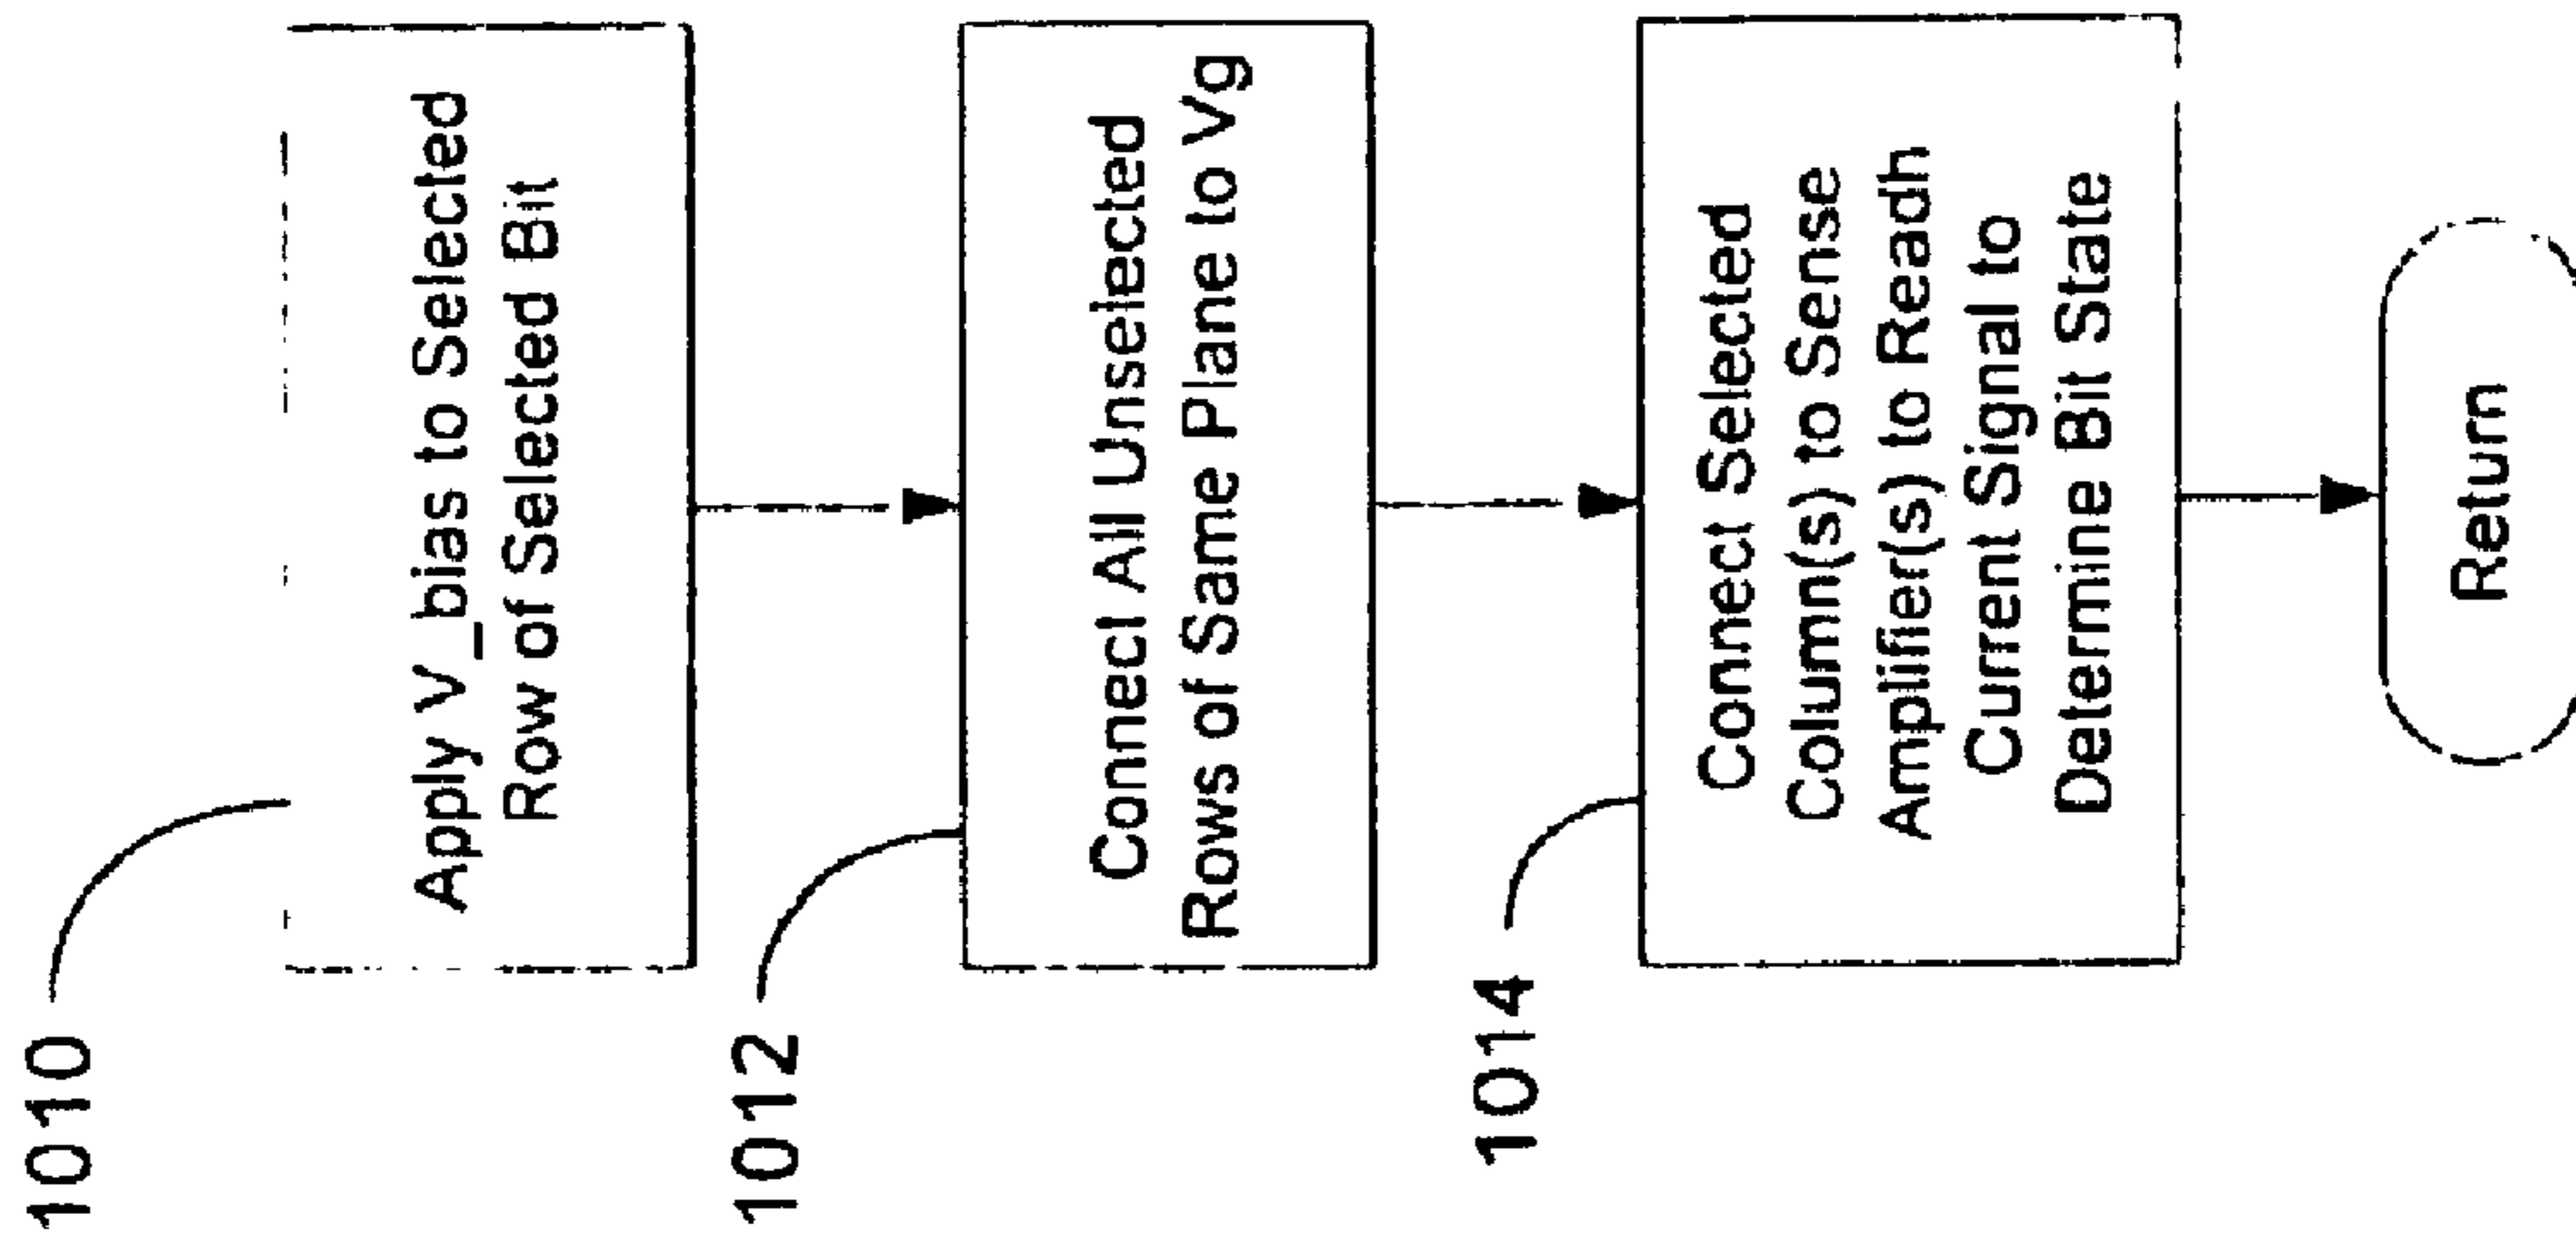 1010
Apply V_bias to Selected
Row of Selected Bit
1012
Connect All Unselected
Rows of Same Plane to Vg
1014
Connect Selected
Column(s) to Sense
Amplifier(s) to Readh
Current Signal to
Determine Bit State
Return